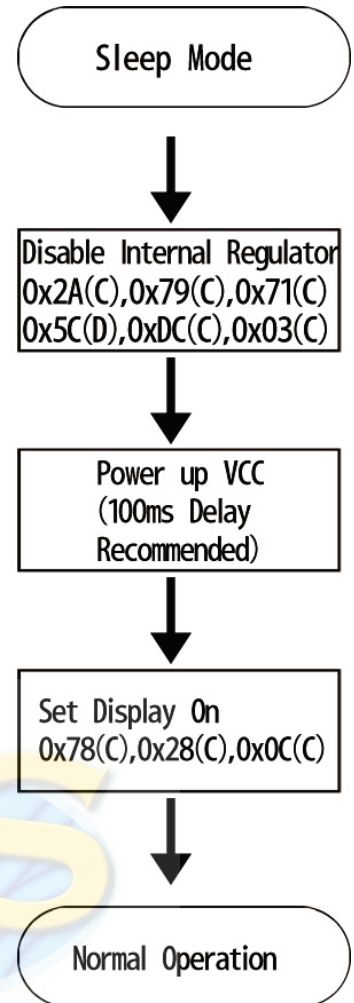 Sleep Mode
Disable Internal Regulator
0x2A(C),0x79(C),0x71(C)
0x5C(D),0xDC(C),0x03(C)
Power up VCC
(100ms Delay
Recommended)
Set Display On
0x78(C),0x28(C),0x0C(C)
Normal Operation